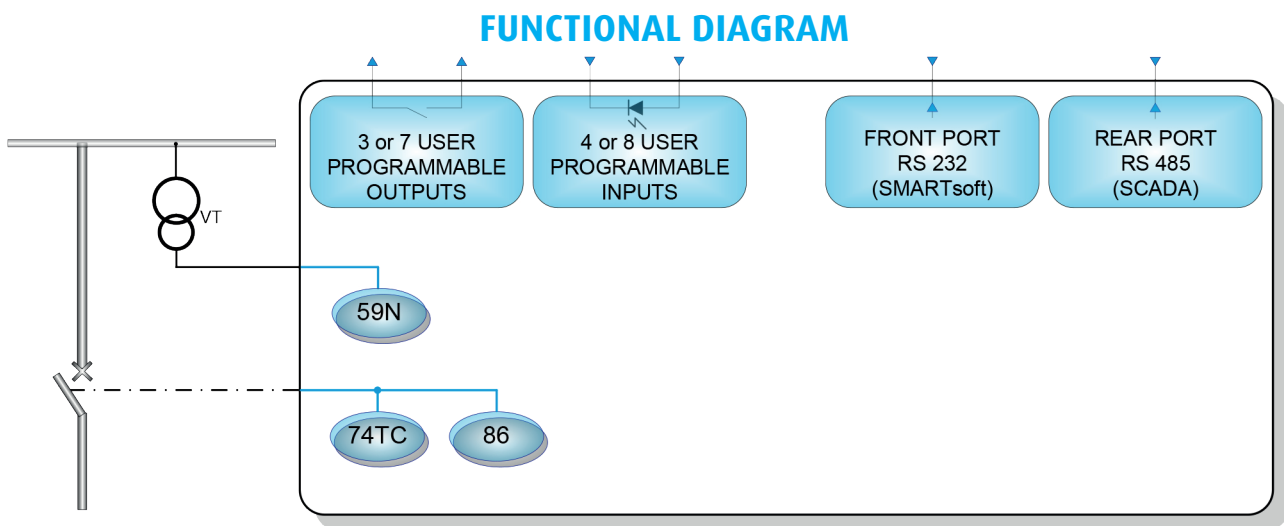 FUNCTIONAL DIAGRAM
3 or 7 USER
PROGRAMMABLE
OUTPUTS
4 or 8 USER
PROGRAMMABLE
INPUTS
FRONT PORT
RS 232
(SMARTsoft)
REAR PORT
RS 485
(SCADA)
VT
59N
74TC
86